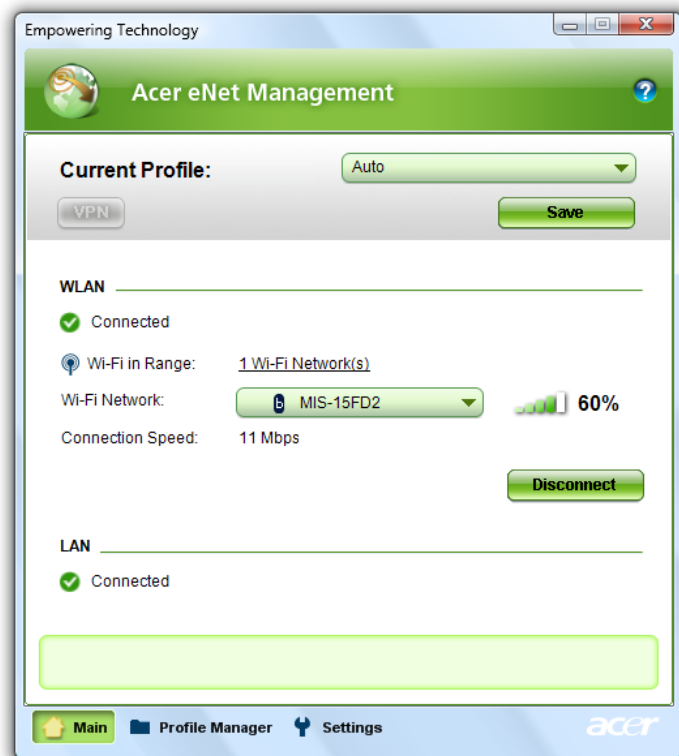 Empowering Technology
Acer eNet Management
?
Current Profile:
Auto
VPN
Save
WLAN
Connected
Wi-Fi in Range:
1 Wi-Fi Network(s)
Wi-Fi Network:
b MIS-15FD2
60%
Connection Speed:
11 Mbps
Disconnect
LAN
Connected
Main
Profile Manager
Settings
acer